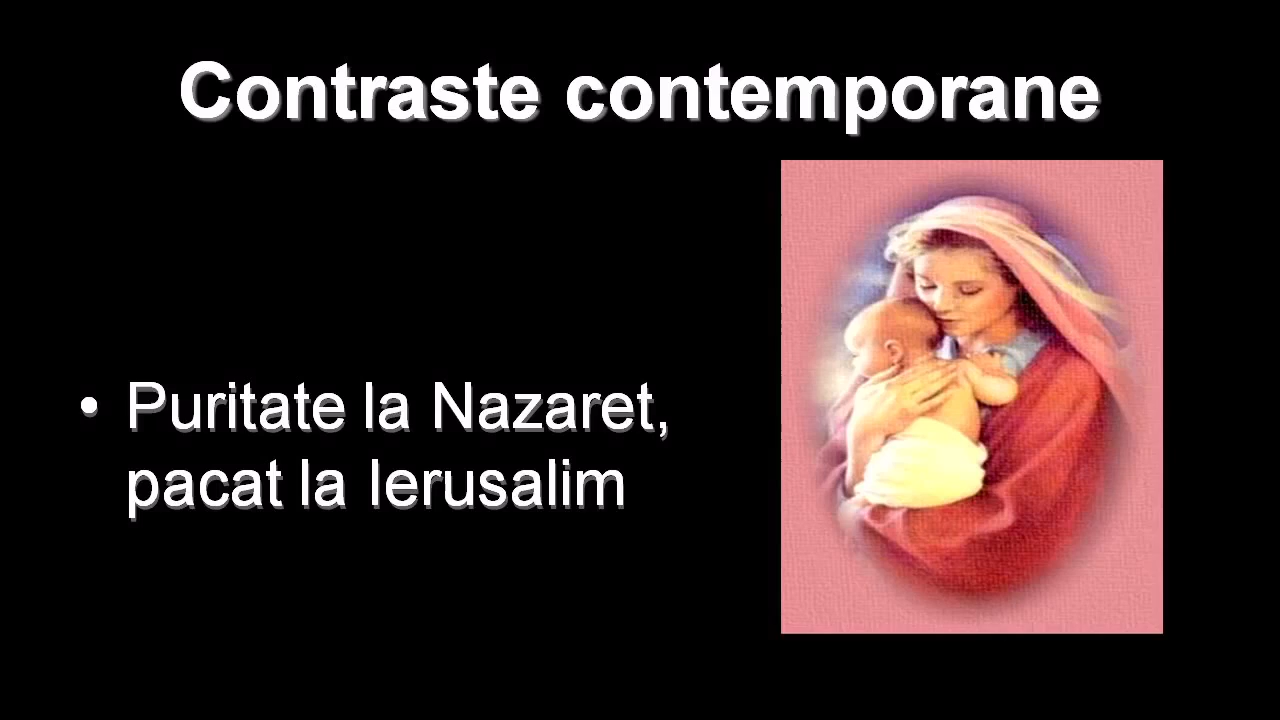 Contraste contemporane
• Puritate la Nazaret,
pacat la Ierusalim